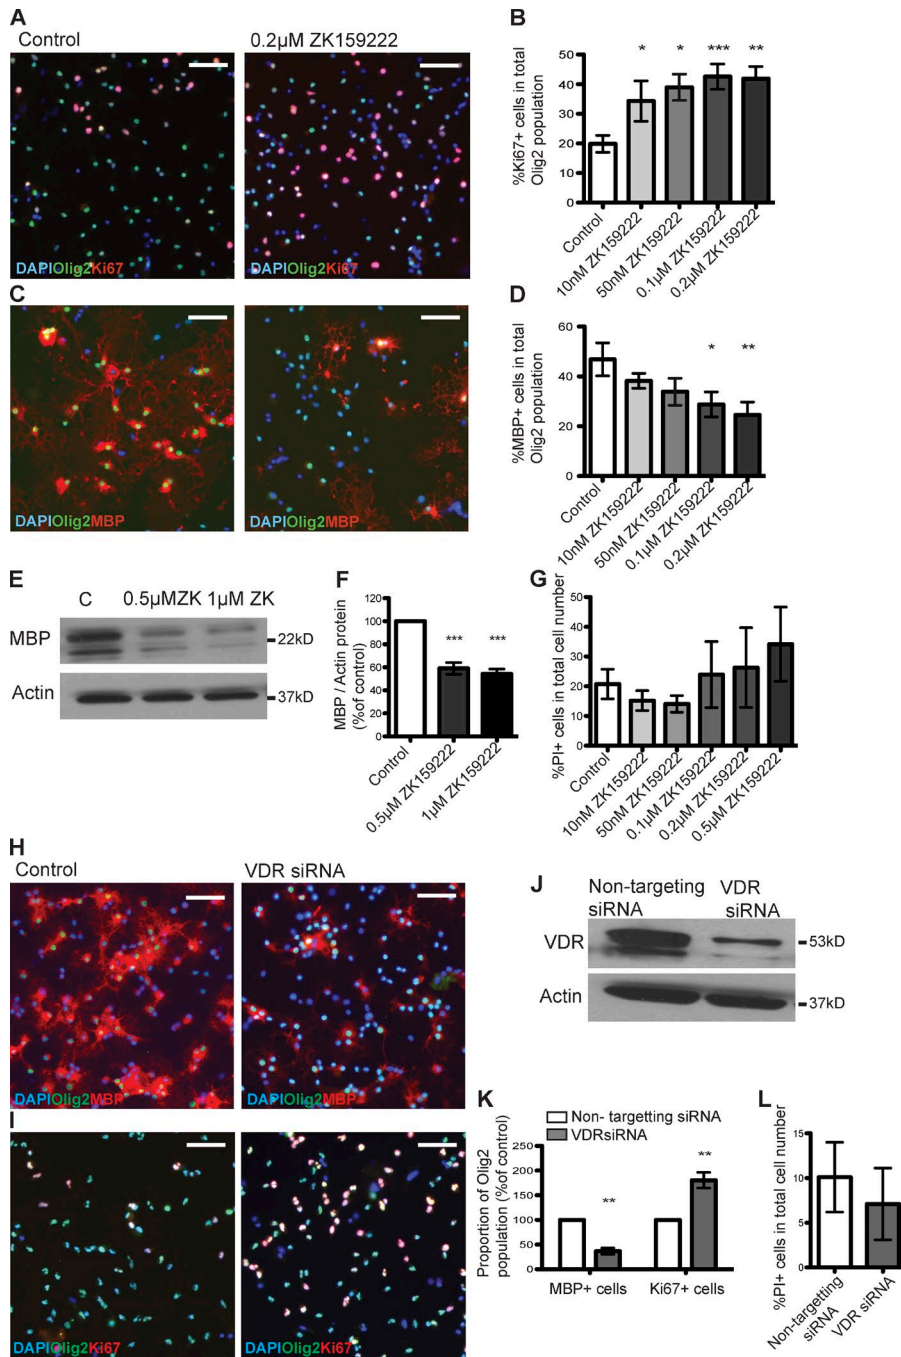 A
Control
0.2µM ZK159222
DAPIOlig2Ki67
DAPIOlig2Ki67
B
%Ki67+ cells in total
Olig2 population
50
40
30
20
10
0
*
*
***
**
Control
10nM ZK159222
50nM ZK159222
0.1µM ZK159222
0.2µM ZK159222
C
DAPIOlig2MBP
DAPIOlig2MBP
D
%MBP+ cells in total
Olig2 population
60
40
20
0
*
**
Control
10nM ZK159222
50nM ZK159222
0.1µM ZK159222
0.2µM ZK159222
E
C 0.5µMZK 1µM ZK
MBP
22kD
Actin
37kD
F
MBP / Actin protein
(%of control)
120
100
80
60
40
20
0
***
***
Control
0.5µM ZK159222
1µM ZK159222
G
%PI+ cells in total cell number
50
40
30
20
10
0
Control
10nM ZK159222
50nM ZK159222
0.1µM ZK159222
0.2µM ZK159222
0.5µM ZK159222
H
Control
VDR siRNA
DAPIOlig2MBP
DAPIOlig2MBP
I
DAPIOlig2Ki67
DAPIOlig2Ki67
J
Non-targeting
siRNA
VDR
siRNA
VDR
53kD
Actin
37kD
K
Non- targetting siRNA
VDRsiRNA
Proportion of Olig2
population (%of control)
250
200
150
100
50
0
**
**
MBP+ cells
Ki67+ cells
L
%PI+ cells in total cell number
15
10
5
0
Non-targetting
siRNA
VDR siRNA